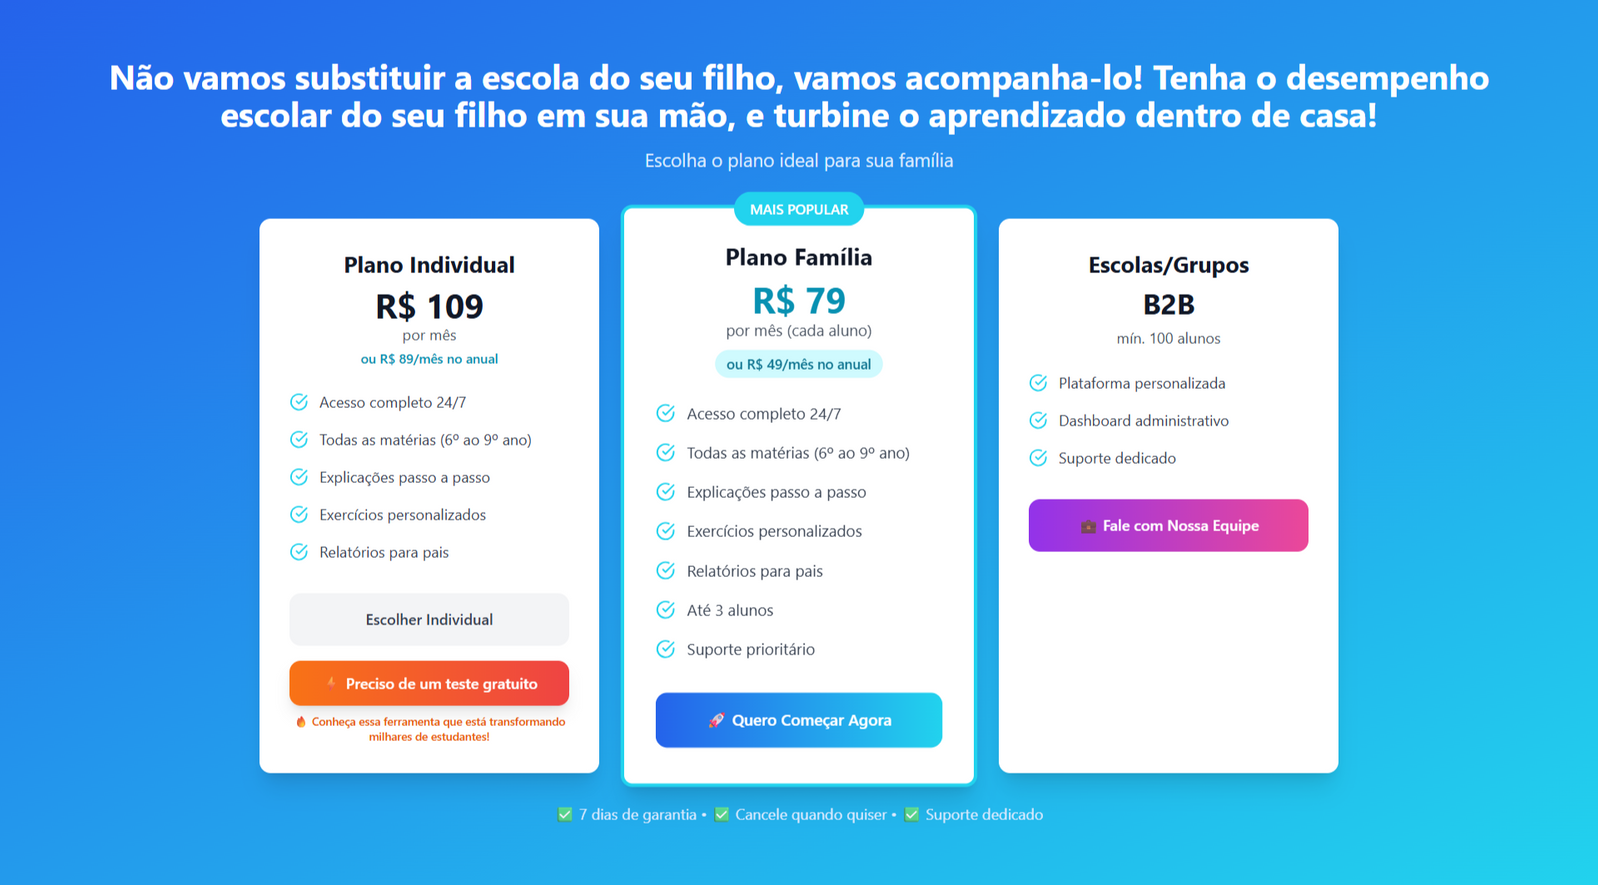 Não vamos substituir a escola do seu filho, vamos acompanha-lo! Tenha o desempenho
escolar do seu filho em sua mão, e turbine o aprendizado dentro de casa!
Escolha o plano ideal para sua família
Plano Individual
R$ 109
por mês
ou R$ 89/mês no anual
Acesso completo 24/7
Todas as matérias (6º ao 9º ano)
Explicações passo a passo
Exercícios personalizados
Relatórios para pais
Escolher Individual
Preciso de um teste gratuito
🔥 Conheça essa ferramenta que está transformando
milhares de estudantes!
MAIS POPULAR
Plano Família
R$ 79
por mês (cada aluno)
ou R$ 49/mês no anual
Acesso completo 24/7
Todas as matérias (6º ao 9º ano)
Explicações passo a passo
Exercícios personalizados
Relatórios para pais
Até 3 alunos
Suporte prioritário
🚀 Quero Começar Agora
Escolas/Grupos
B2B
mín. 100 alunos
Plataforma personalizada
Dashboard administrativo
Suporte dedicado
💼 Fale com Nossa Equipe
✅ 7 dias de garantia • ✅ Cancele quando quiser • ✅ Suporte dedicado